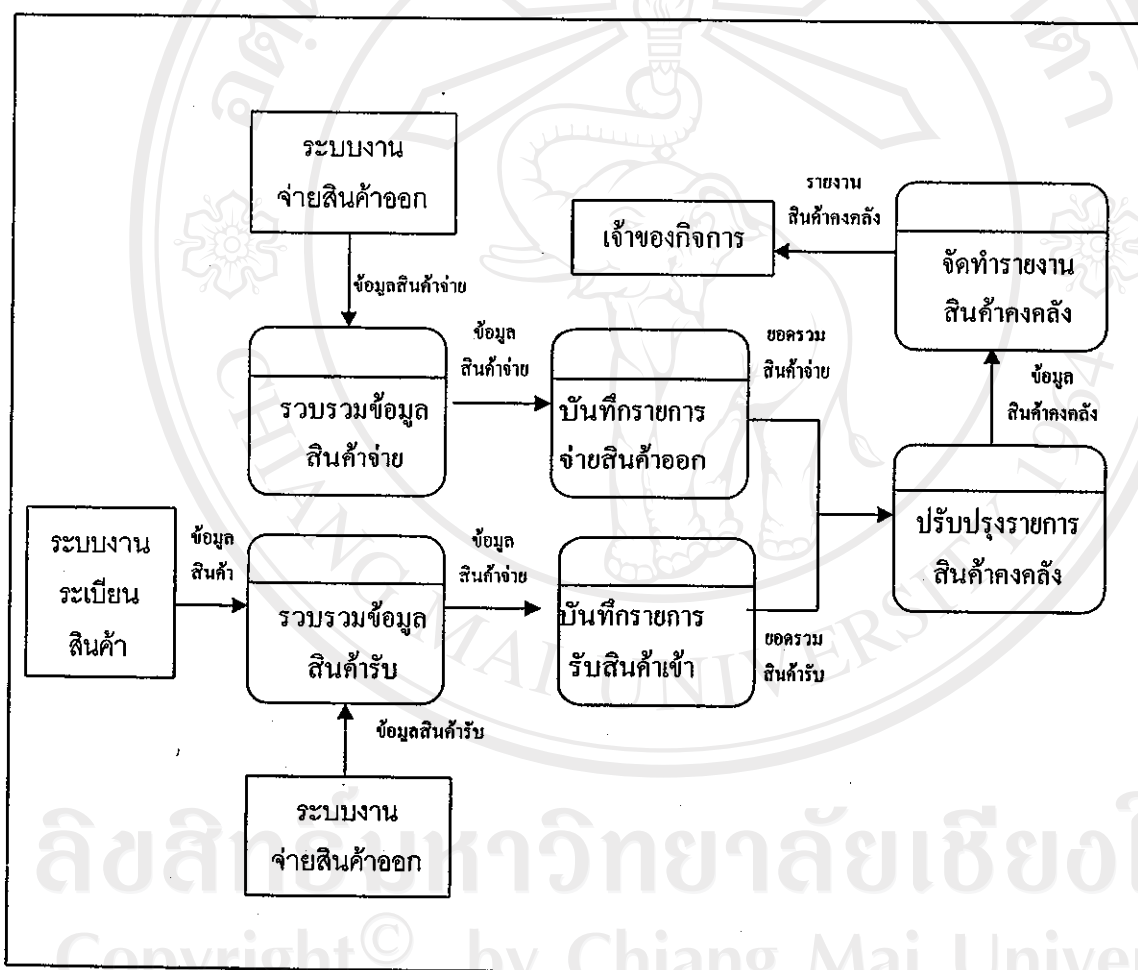 ระบบงาน
จ่ายสินค้าออก
รายงาน
สินค้าคงคลัง
เจ้าของกิจการ
จัดทำรายงาน
สินค้าคงคลัง
ข้อมูลสินค้าจ่าย
ข้อมูล
สินค้าจ่าย
ยอดรวม
สินค้าจ่าย
ข้อมูล
สินค้าคงคลัง
รวบรวมข้อมูล
สินค้าจ่าย
บันทึกรายการ
จ่ายสินค้าออก
ปรับปรุงรายการ
สินค้าคงคลัง
ระบบงาน
ระเบียน
สินค้า
ข้อมูล
สินค้า
ข้อมูล
สินค้าจ่าย
รวบรวมข้อมูล
สินค้ารับ
บันทึกรายการ
รับสินค้าเข้า
ยอดรวม
สินค้ารับ
ข้อมูลสินค้ารับ
ระบบงาน
จ่ายสินค้าออก
CHIANG MAI UNIVERSITY 1964
ลิขสิทธิ์มหาวิทยาลัยเชียงให
Copyright© by Chiang Mai Univer